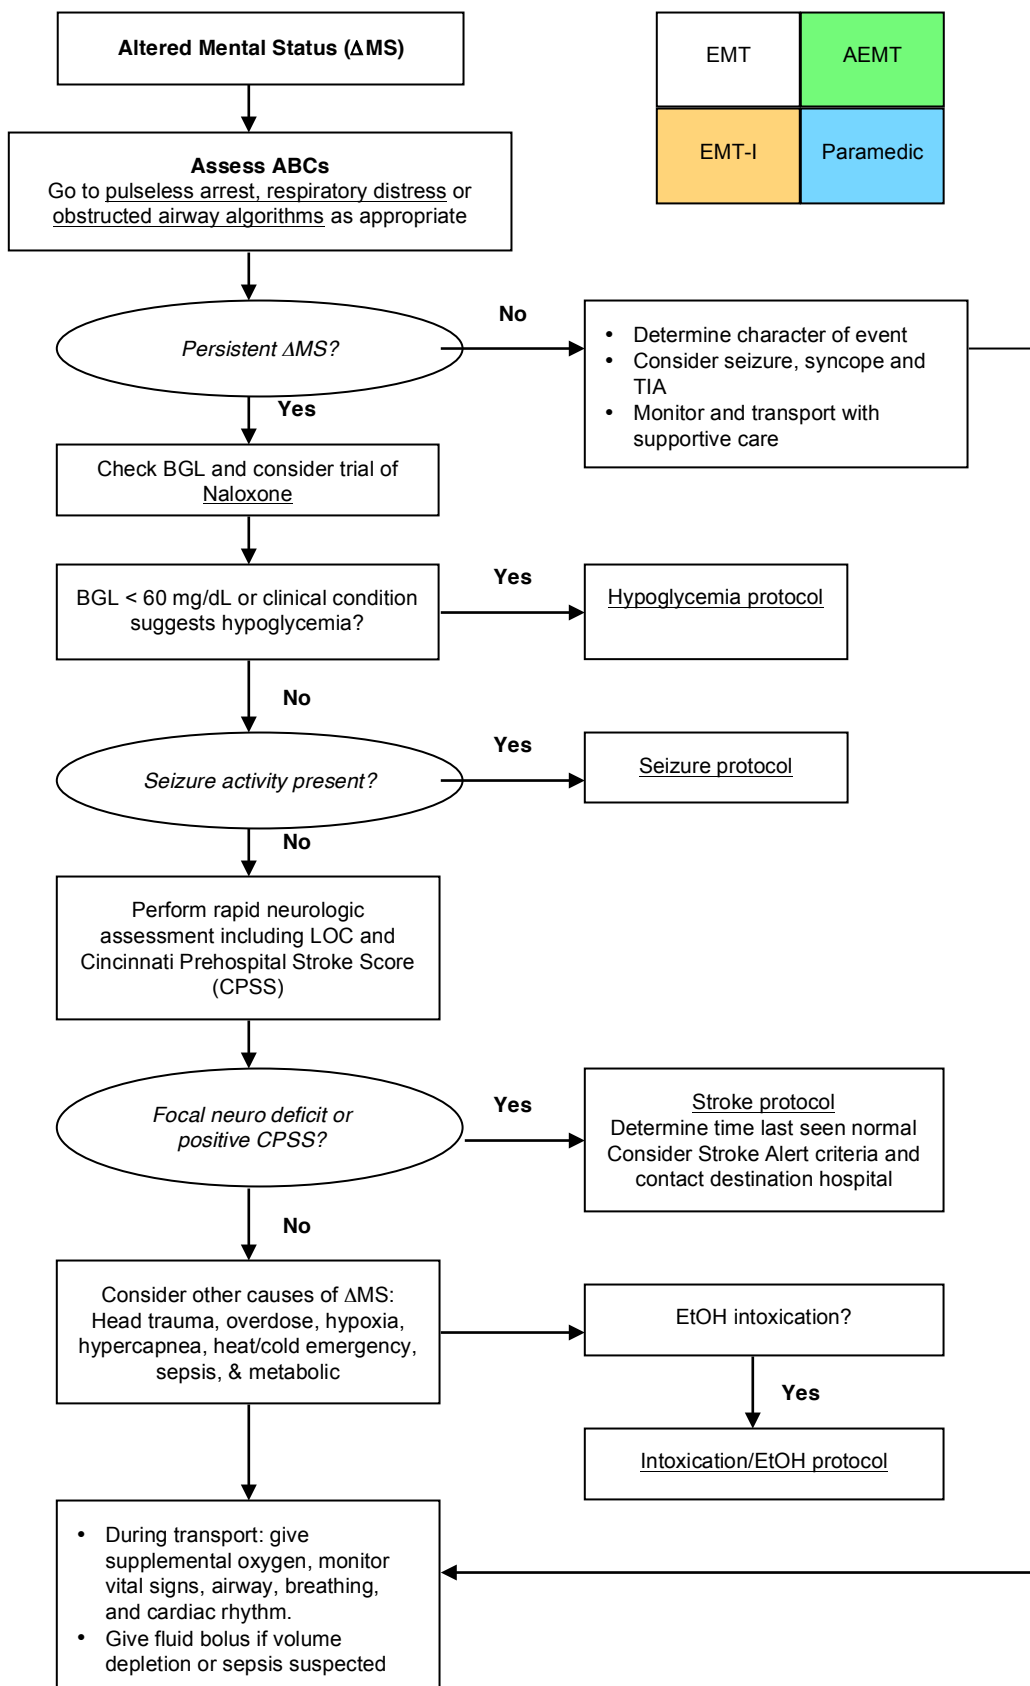 Altered Mental Status (ΔMS)
EMT
AEMT
EMT-I
Paramedic
Assess ABCs
Go to pulseless arrest, respiratory distress or
obstructed airway algorithms as appropriate
Persistent ΔMS?
No
• Determine character of event
• Consider seizure, syncope and
TIA
• Monitor and transport with
supportive care
Yes
Check BGL and consider trial of
Naloxone
BGL < 60 mg/dL or clinical condition
suggests hypoglycemia?
Yes
Hypoglycemia protocol
No
Seizure activity present?
Yes
Seizure protocol
No
Perform rapid neurologic
assessment including LOC and
Cincinnati Prehospital Stroke Score
(CPSS)
Focal neuro deficit or
positive CPSS?
Yes
Stroke protocol
Determine time last seen normal
Consider Stroke Alert criteria and
contact destination hospital
No
Consider other causes of ΔMS:
Head trauma, overdose, hypoxia,
hypercapnea, heat/cold emergency,
sepsis, & metabolic
EtOH intoxication?
Yes
Intoxication/EtOH protocol
• During transport: give
supplemental oxygen, monitor
vital signs, airway, breathing,
and cardiac rhythm.
• Give fluid bolus if volume
depletion or sepsis suspected